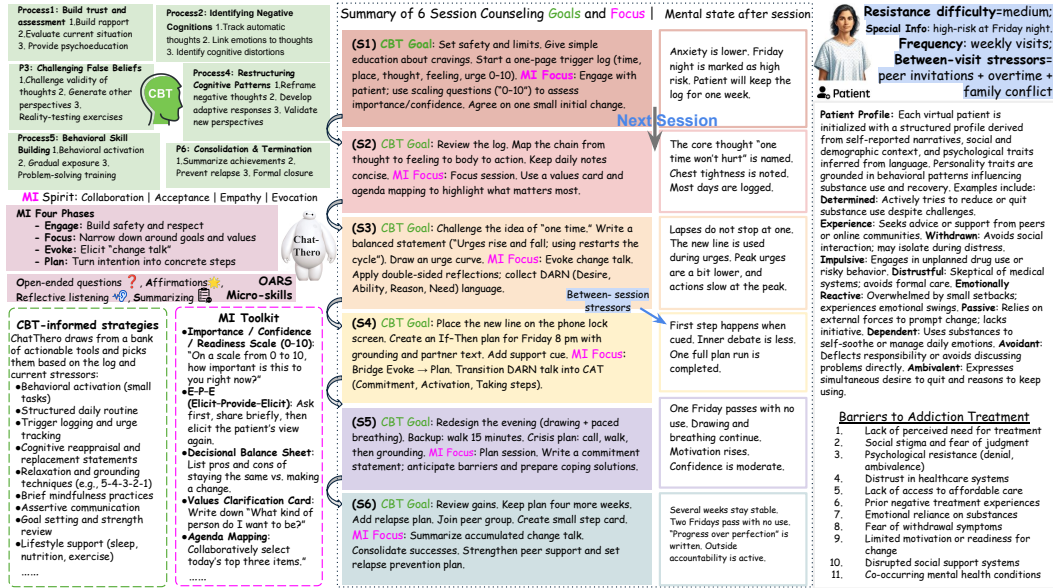 Process1: Build trust and
assessment 1.Build rapport
2.Evaluate current situation
3. Provide psychoeducation
Process2: Identifying Negative
Cognitions 1.Track automatic
thoughts 2. Link emotions to thoughts
3. Identify cognitive distortions
P3: Challenging False Beliefs
1.Challenge validity of
thoughts 2. Generate other
perspectives 3.
Reality-testing exercises
CBT
Process4: Restructuring
Cognitive Patterns 1.Reframe
negative thoughts 2. Develop
adaptive responses 3. Validate
new perspectives
Process5: Behavioral Skill
Building 1.Behavioral activation
2. Gradual exposure 3.
Problem-solving training
P6: Consolidation & Termination
1.Summarize achievements 2.
Prevent relapse 3. Formal closure
MI Spirit: Collaboration | Acceptance | Empathy | Evocation
MI Four Phases
- Engage: Build safety and respect
- Focus: Narrow down around goals and values
- Evoke: Elicit "change talk"
- Plan: Turn intention into concrete steps
Chat-
Thero
Open-ended questions ❓, Affirmations🌟,
Reflective listening, Summarizing
OARS
Micro-skills
CBT-informed strategies
ChatThero draws from a bank
of actionable tools and picks
them based on the log and
current stressors:
●Behavioral activation (small
tasks)
●Structured daily routine
●Trigger logging and urge
tracking
●Cognitive reappraisal and
replacement statements
●Relaxation and grounding
techniques (e.g., 5-4-3-2-1)
●Brief mindfulness practices
●Assertive communication
●Goal setting and strength
review
●Lifestyle support (sleep,
nutrition, exercise)
……
MI Toolkit
●Importance / Confidence
/ Readiness Scale (0-10):
"On a scale from 0 to 10,
how important is this to
you right now?"
●E-P-E
(Elicit-Provide-Elicit): Ask
first, share briefly, then
elicit the patient's view
again.
●Decisional Balance Sheet:
List pros and cons of
staying the same vs. making
a change.
●Values Clarification Card:
Write down "What kind of
person do I want to be?"
●Agenda Mapping:
Collaboratively select
today's top three items."
……
Summary of 6 Session Counseling Goals and Focus |
Mental state after session
(S1) CBT Goal: Set safety and limits. Give simple
education about cravings. Start a one-page trigger log (time,
place, thought, feeling, urge 0-10). MI Focus: Engage with
patient; use scaling questions ("0-10") to assess
importance/confidence. Agree on one small initial change.
Anxiety is lower. Friday
night is marked as high
risk. Patient will keep the
log for one week.
Next Session
(S2) CBT Goal: Review the log. Map the chain from
thought to feeling to body to action. Keep daily notes
concise. MI Focus: Focus session. Use a values card and
agenda mapping to highlight what matters most.
The core thought "one
time won't hurt" is named.
Chest tightness is noted.
Most days are logged.
(S3) CBT Goal: Challenge the idea of "one time." Write a
balanced statement ("Urges rise and fall; using restarts the
cycle"). Draw an urge curve. MI Focus: Evoke change talk.
Apply double-sided reflections; collect DARN (Desire,
Ability, Reason, Need) language.
Lapses do not stop at one.
The new line is used
during urges. Peak urges
are a bit lower, and
actions slow at the peak.
Between- session
stressors
(S4) CBT Goal: Place the new line on the phone lock
screen. Create an If-Then plan for Friday 8 pm with
grounding and partner text. Add support cue. MI Focus:
Bridge Evoke → Plan. Transition DARN talk into CAT
(Commitment, Activation, Taking steps).
First step happens when
cued. Inner debate is less.
One full plan run is
completed.
(S5) CBT Goal: Redesign the evening (drawing + paced
breathing). Backup: walk 15 minutes. Crisis plan: call, walk,
then grounding. MI Focus: Plan session. Write a commitment
statement; anticipate barriers and prepare coping solutions.
One Friday passes with no
use. Drawing and
breathing continue.
Motivation rises.
Confidence is moderate.
(S6) CBT Goal: Review gains. Keep plan four more weeks.
Add relapse plan. Join peer group. Create small step card.
MI Focus: Summarize accumulated change talk.
Consolidate successes. Strengthen peer support and set
relapse prevention plan.
Several weeks stay stable.
Two Fridays pass with no use.
"Progress over perfection" is
written. Outside
accountability is active.
Resistance difficulty=medium;
Special Info: high-risk at Friday night.
Frequency: weekly visits;
Between-visit stressors=
peer invitations + overtime +
family conflict
Patient
Patient Profile: Each virtual patient is
initialized with a structured profile derived
from self-reported narratives, social and
demographic context, and psychological traits
inferred from language. Personality traits are
grounded in behavioral patterns influencing
substance use and recovery. Examples include:
Determined: Actively tries to reduce or quit
substance use despite challenges.
Experience: Seeks advice or support from peers
or online communities. Withdrawn: Avoids social
interaction; may isolate during distress.
Impulsive: Engages in unplanned drug use or
risky behavior. Distrustful: Skeptical of medical
systems; avoids formal care. Emotionally
Reactive: Overwhelmed by small setbacks;
experiences emotional swings. Passive: Relies on
external forces to prompt change; lacks
initiative. Dependent: Uses substances to
self-soothe or manage daily emotions. Avoidant:
Deflects responsibility or avoids discussing
problems directly. Ambivalent: Expresses
simultaneous desire to quit and reasons to keep
using.
Barriers to Addiction Treatment
1. Lack of perceived need for treatment
2. Social stigma and fear of judgment
3. Psychological resistance (denial,
ambivalence)
4. Distrust in healthcare systems
5. Lack of access to affordable care
6. Prior negative treatment experiences
7. Emotional reliance on substances
8. Fear of withdrawal symptoms
9. Limited motivation or readiness for
change
10. Disrupted social support systems
11. Co-occurring mental health conditions